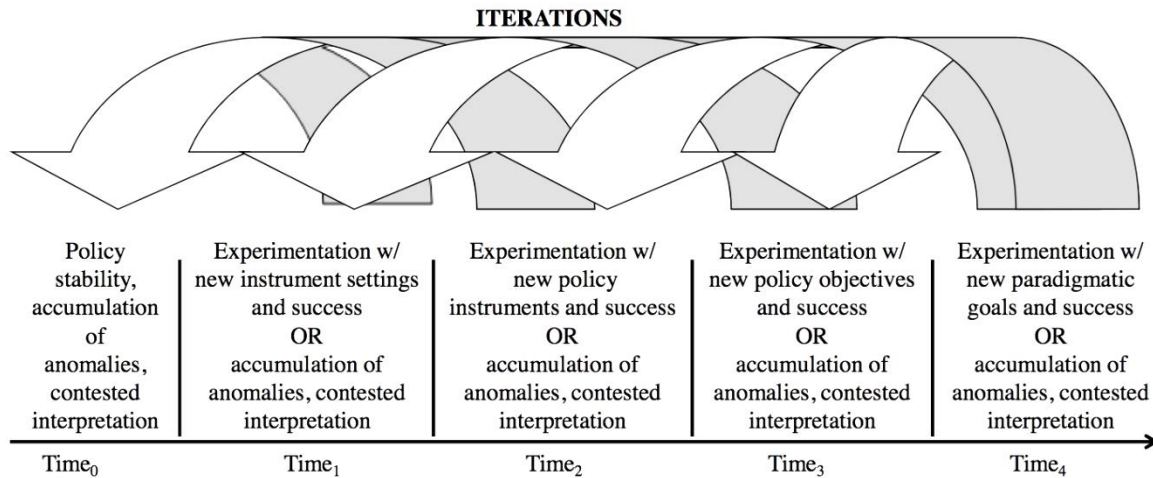 ITERATIONS
Policy
stability,
accumulation
of
anomalies,
contested
interpretation
Experimentation w/
new instrument settings
and success
OR
accumulation of
anomalies, contested
interpretation
Experimentation w/
new policy
instruments and success
OR
accumulation of
anomalies, contested
interpretation
Experimentation w/
new policy objectives
and success
OR
accumulation of
anomalies, contested
interpretation
Experimentation w/
new paradigmatic
goals and success
OR
accumulation of
anomalies, contested
interpretation
Time₀
Time₁
Time₂
Time₃
Time₄